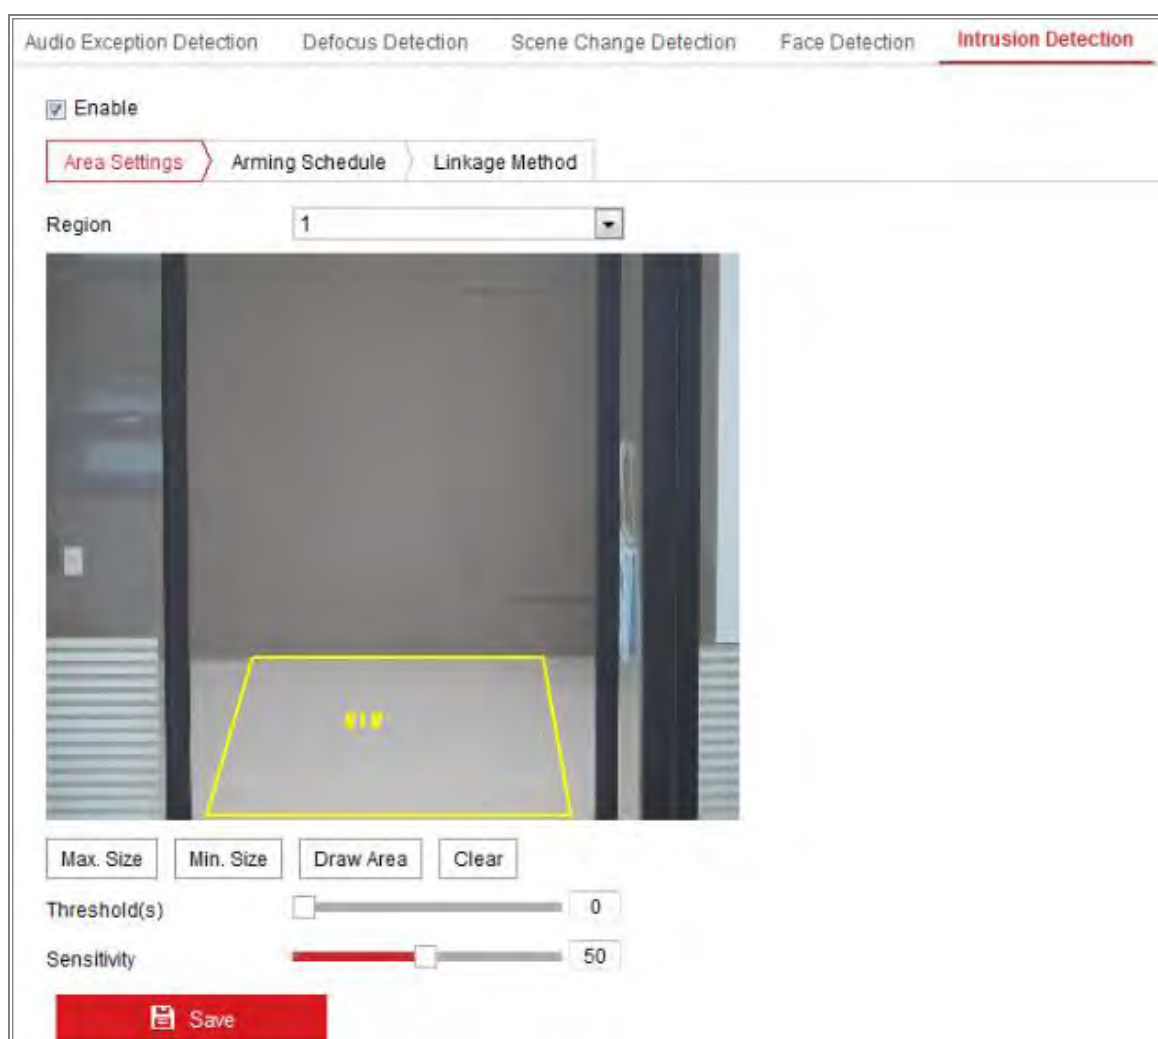 Audio Exception Detection Defocus Detection Scene Change Detection Face Detection Intrusion Detection
Enable
Area Settings Arming Schedule Linkage Method
Region 1
#1#
Max. Size Min. Size Draw Area Clear
Threshold(s) 0
Sensitivity 50
Save